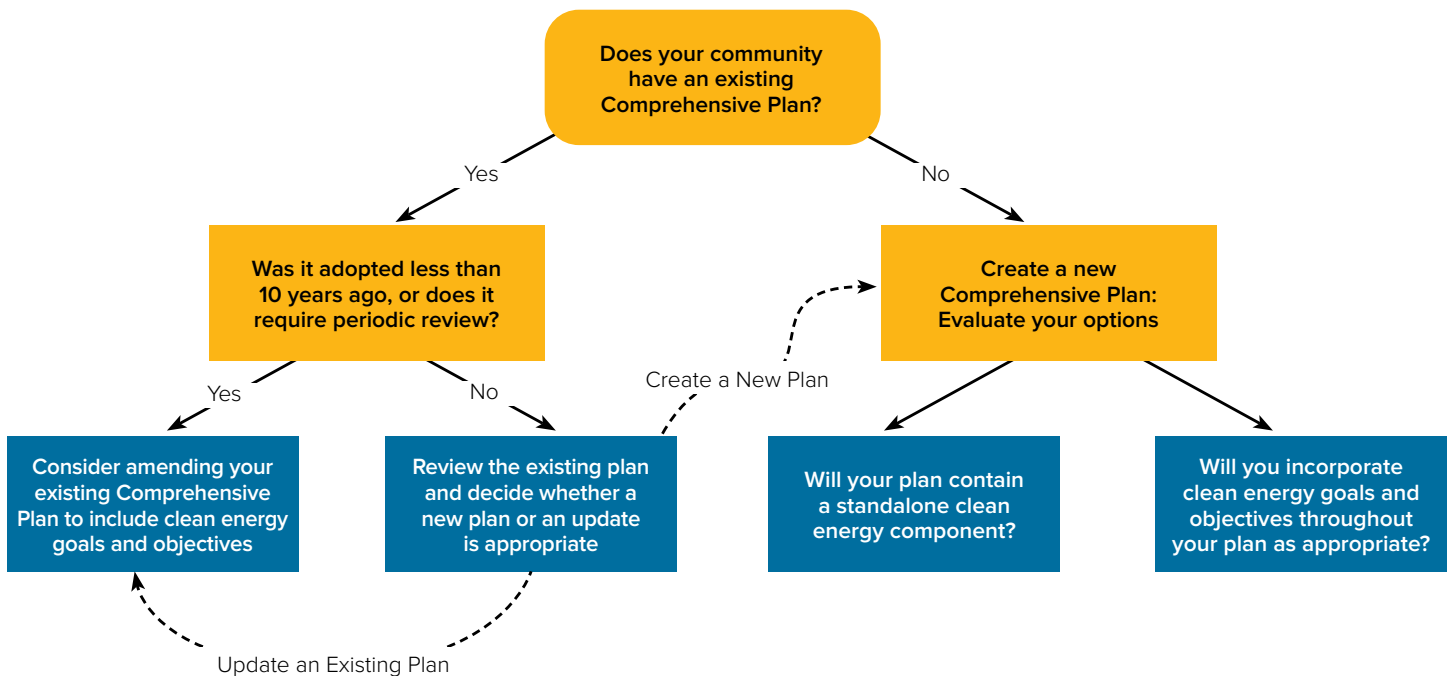 Does your community
have an existing
Comprehensive Plan?
Yes
No
Was it adopted less than
10 years ago, or does it
require periodic review?
Create a new
Comprehensive Plan:
Evaluate your options
Yes
No
Create a New Plan
Consider amending your
existing Comprehensive
Plan to include clean energy
goals and objectives
Review the existing plan
and decide whether a
new plan or an update
is appropriate
Will your plan contain
a standalone clean
energy component?
Will you incorporate
clean energy goals and
objectives throughout
your plan as appropriate?
Update an Existing Plan